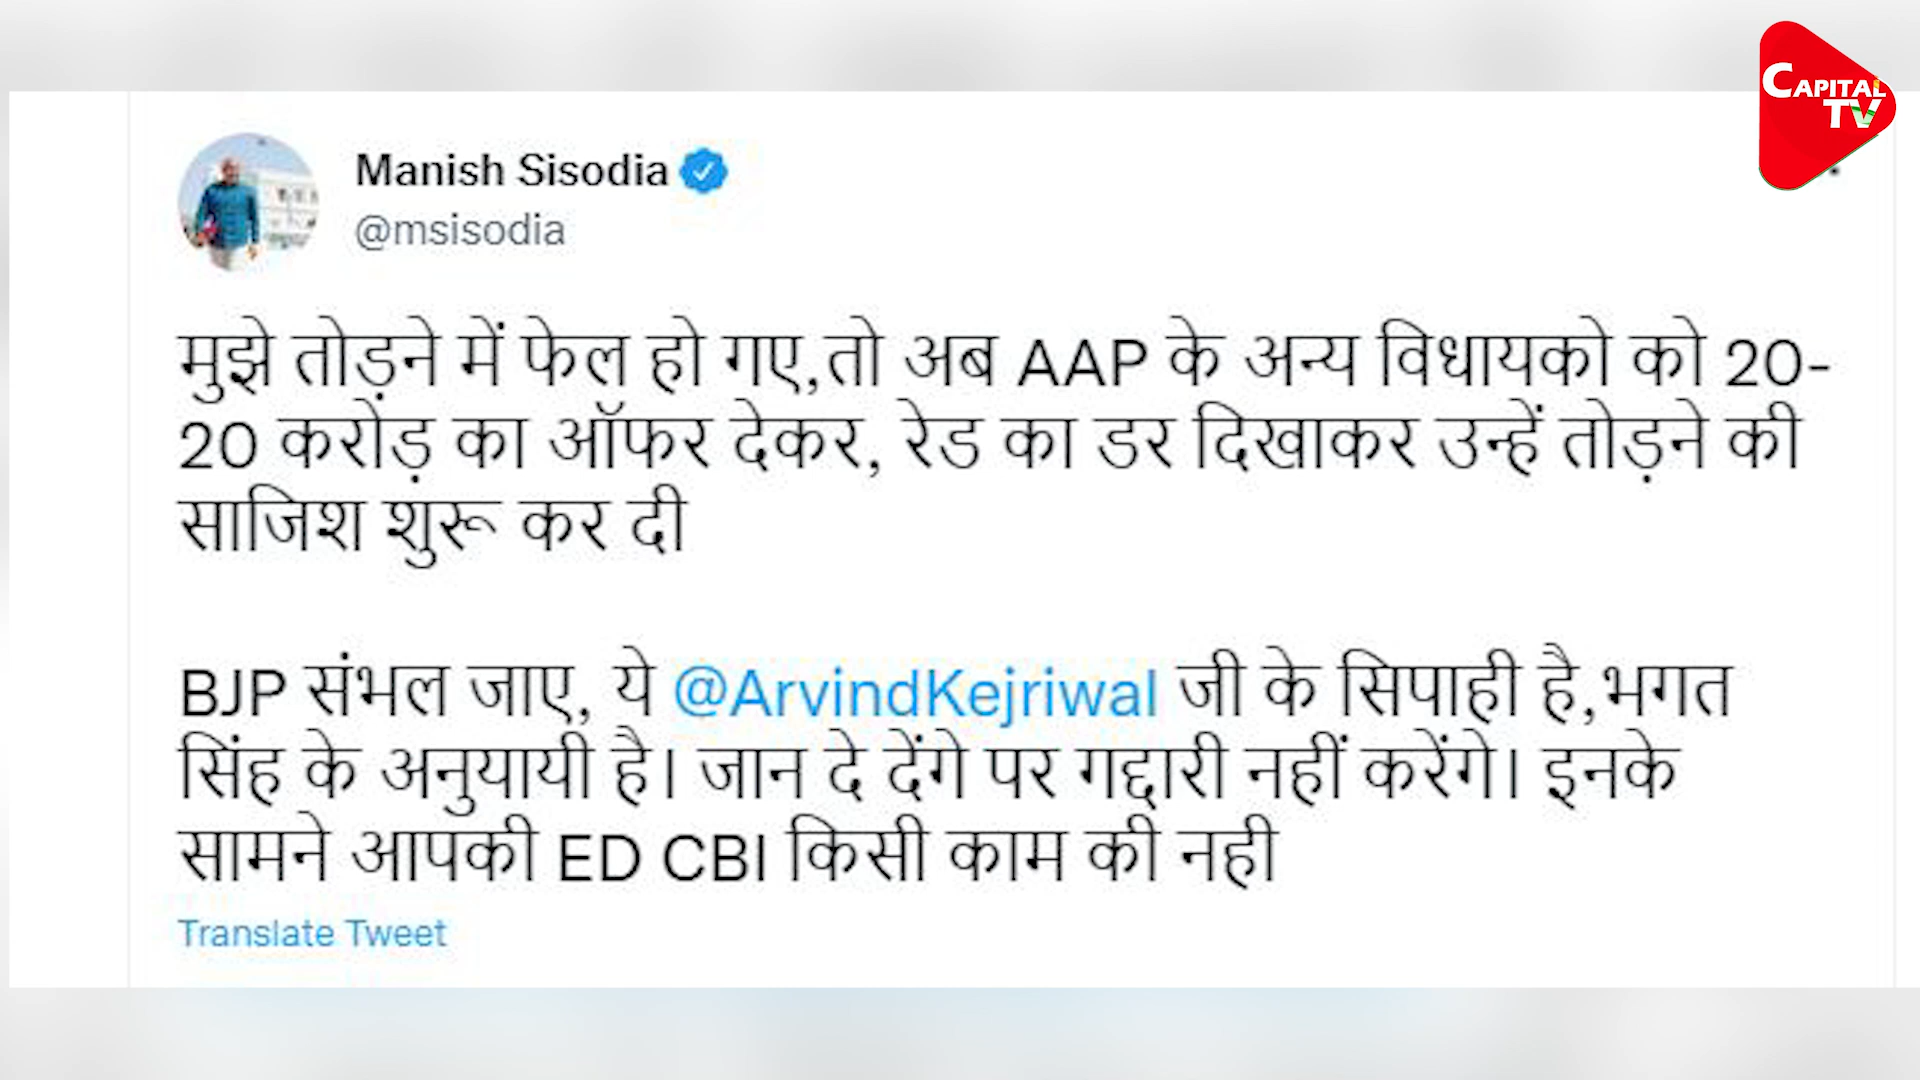 CAPITAL
TV
Manish Sisodia
@msisodia
मुझे तोड़ने में फेल हो गए,तो अब AAP के अन्य विधायको को 20-
20 करोड़ का ऑफर देकर, रेड का डर दिखाकर उन्हें तोड़ने की
साजिश शुरू कर दी
BJP संभल जाए, ये @ArvindKejriwal जी के सिपाही है,भगत
सिंह के अनुयायी है। जान दे देंगे पर गद्दारी नहीं करेंगे। इनके
सामने आपकी ED CBI किसी काम की नही
Translate Tweet